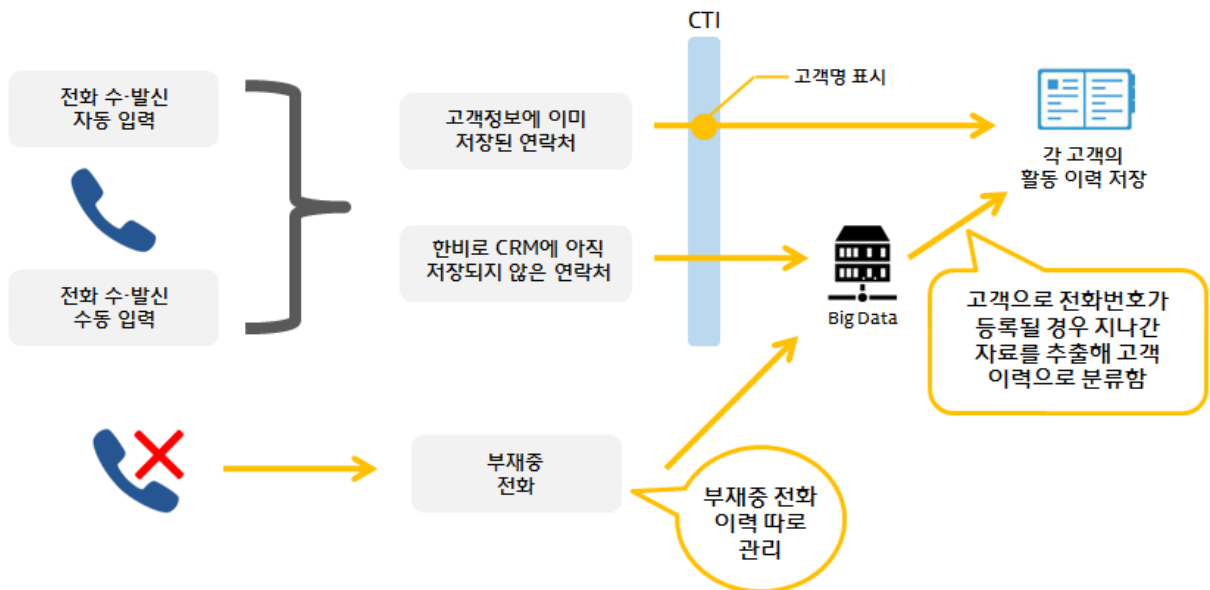 CTI
전화 수·발신
자동 입력
고객정보에 이미
저장된 연락처
고객명 표시
각 고객의
활동 이력 저장
전화 수·발신
수동 입력
한비로 CRM에 아직
저장되지 않은 연락처
Big Data
고객으로 전화번호가
등록될 경우 지나간
자료를 추출해 고객
이력으로 분류함
부재중
전화
부재중 전화
이력 따로
관리